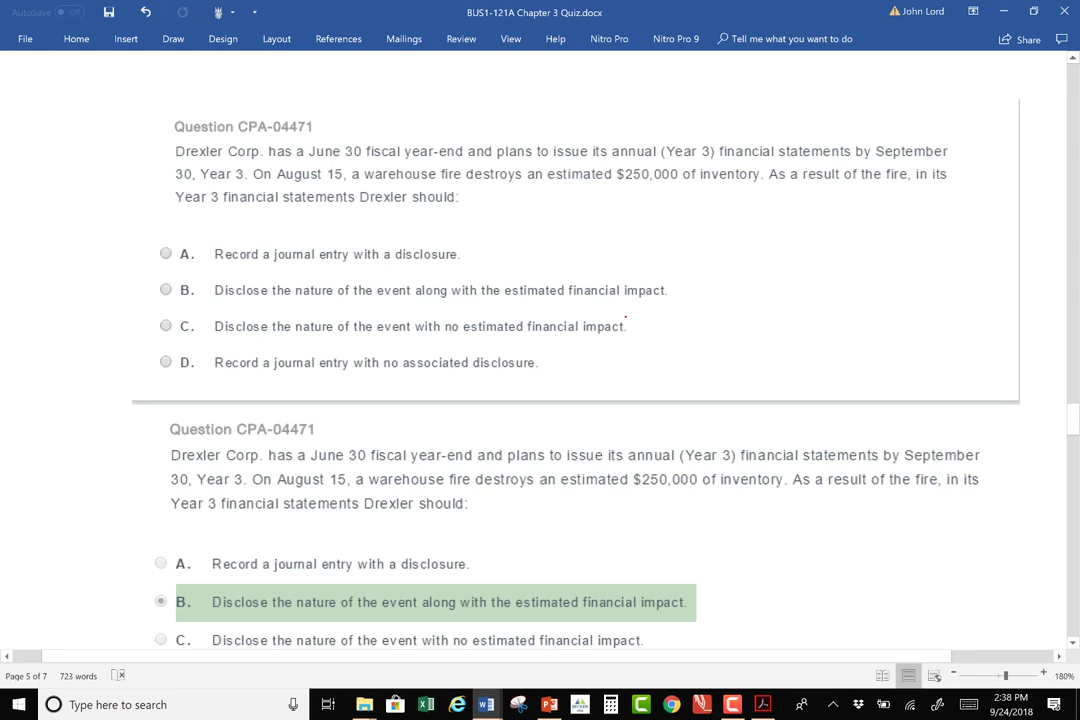 AutoSave Off
BUS1-121A Chapter 3 Quiz.docx
John Lord
File Home Insert Draw Design Layout References Mailings Review View Help Nitro Pro Nitro Pro 9 Tell me what you want to do Share
Question CPA-04471
Drexler Corp. has a June 30 fiscal year-end and plans to issue its annual (Year 3) financial statements by September
30, Year 3. On August 15, a warehouse fire destroys an estimated $250,000 of inventory. As a result of the fire, in its
Year 3 financial statements Drexler should:
A. Record a journal entry with a disclosure.
B. Disclose the nature of the event along with the estimated financial impact.
C. Disclose the nature of the event with no estimated financial impact.
D. Record a journal entry with no associated disclosure.
Question CPA-04471
Drexler Corp. has a June 30 fiscal year-end and plans to issue its annual (Year 3) financial statements by September
30, Year 3. On August 15, a warehouse fire destroys an estimated $250,000 of inventory. As a result of the fire, in its
Year 3 financial statements Drexler should:
A. Record a journal entry with a disclosure.
B. Disclose the nature of the event along with the estimated financial impact.
C. Disclose the nature of the event with no estimated financial impact.
Page 5 of 7 723 words 180%
Type here to search
2:38 PM
9/24/2018